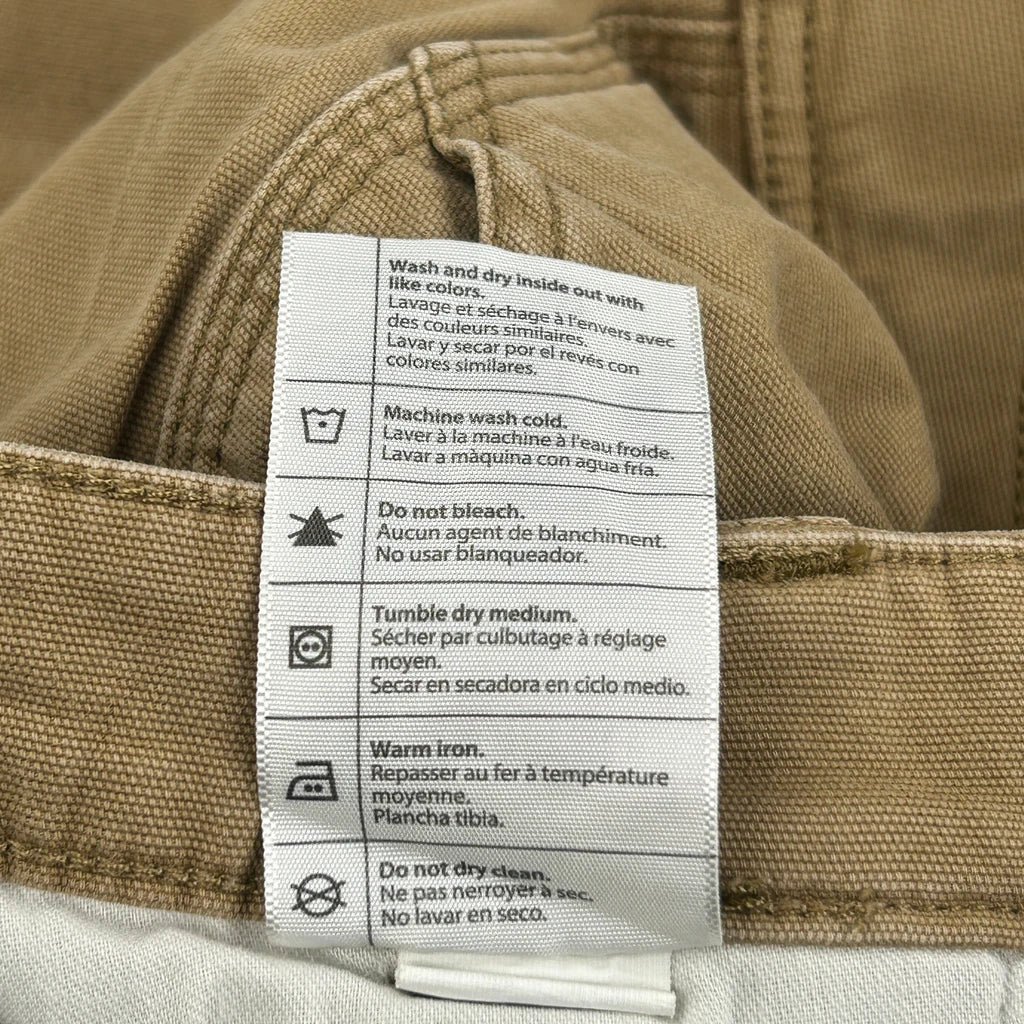 Wash and dry inside out with
like colors.
Lavage et séchage à l'envers avec
des couleurs similaires.
Lavar y secar por el revés con
colores similares.
Machine wash cold.
Laver à la machine à l'eau froide.
Lavar a màquina con agua fria.
Do not bleach.
Aucun agent de blanchiment.
No usar blanqueador.
Tumble dry medium.
Sécher par culbutage à réglage
moyen.
Secar en secadora en ciclo medio.
Warm iron.
Repasser au fer à température
moyenne.
Plancha tibia.
Do not dry clean.
Ne pas nerroyer à sec.
No lavar en seco.